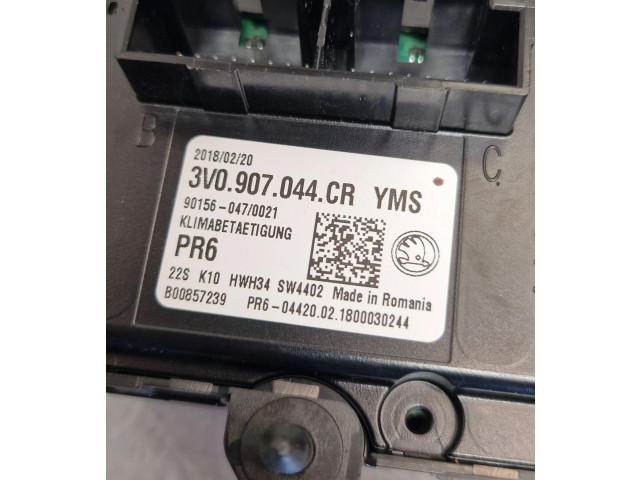 B
C
2018/02/20
3V0.907.044.CR YMS
90156-047/0021
KLIMABETAETIGUNG
PR6
22S K10 HWH34 SW4402 Made in Romania
B00857239 PR6-04420.02.1800030244